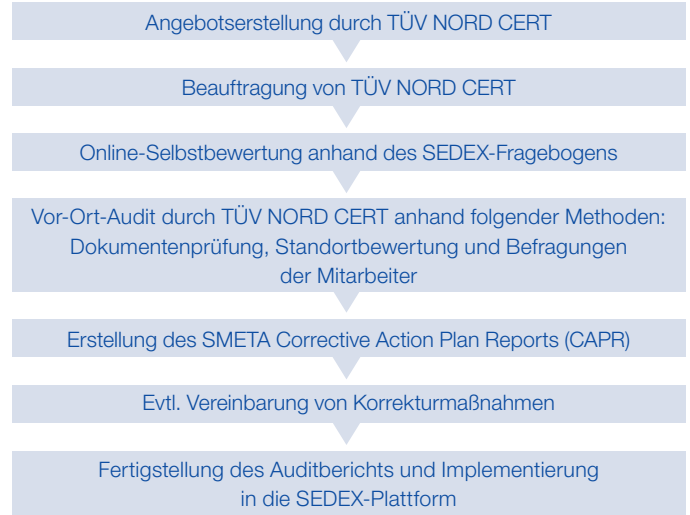 Angebotserstellung durch TÜV NORD CERT
Beauftragung von TÜV NORD CERT
Online-Selbstbewertung anhand des SEDEX-Fragebogens
Vor-Ort-Audit durch TÜV NORD CERT anhand folgender Methoden:
Dokumentenprüfung, Standortbewertung und Befragungen
der Mitarbeiter
Erstellung des SMETA Corrective Action Plan Reports (CAPR)
Evtl. Vereinbarung von Korrekturmaßnahmen
Fertigstellung des Auditberichts und Implementierung
in die SEDEX-Plattform